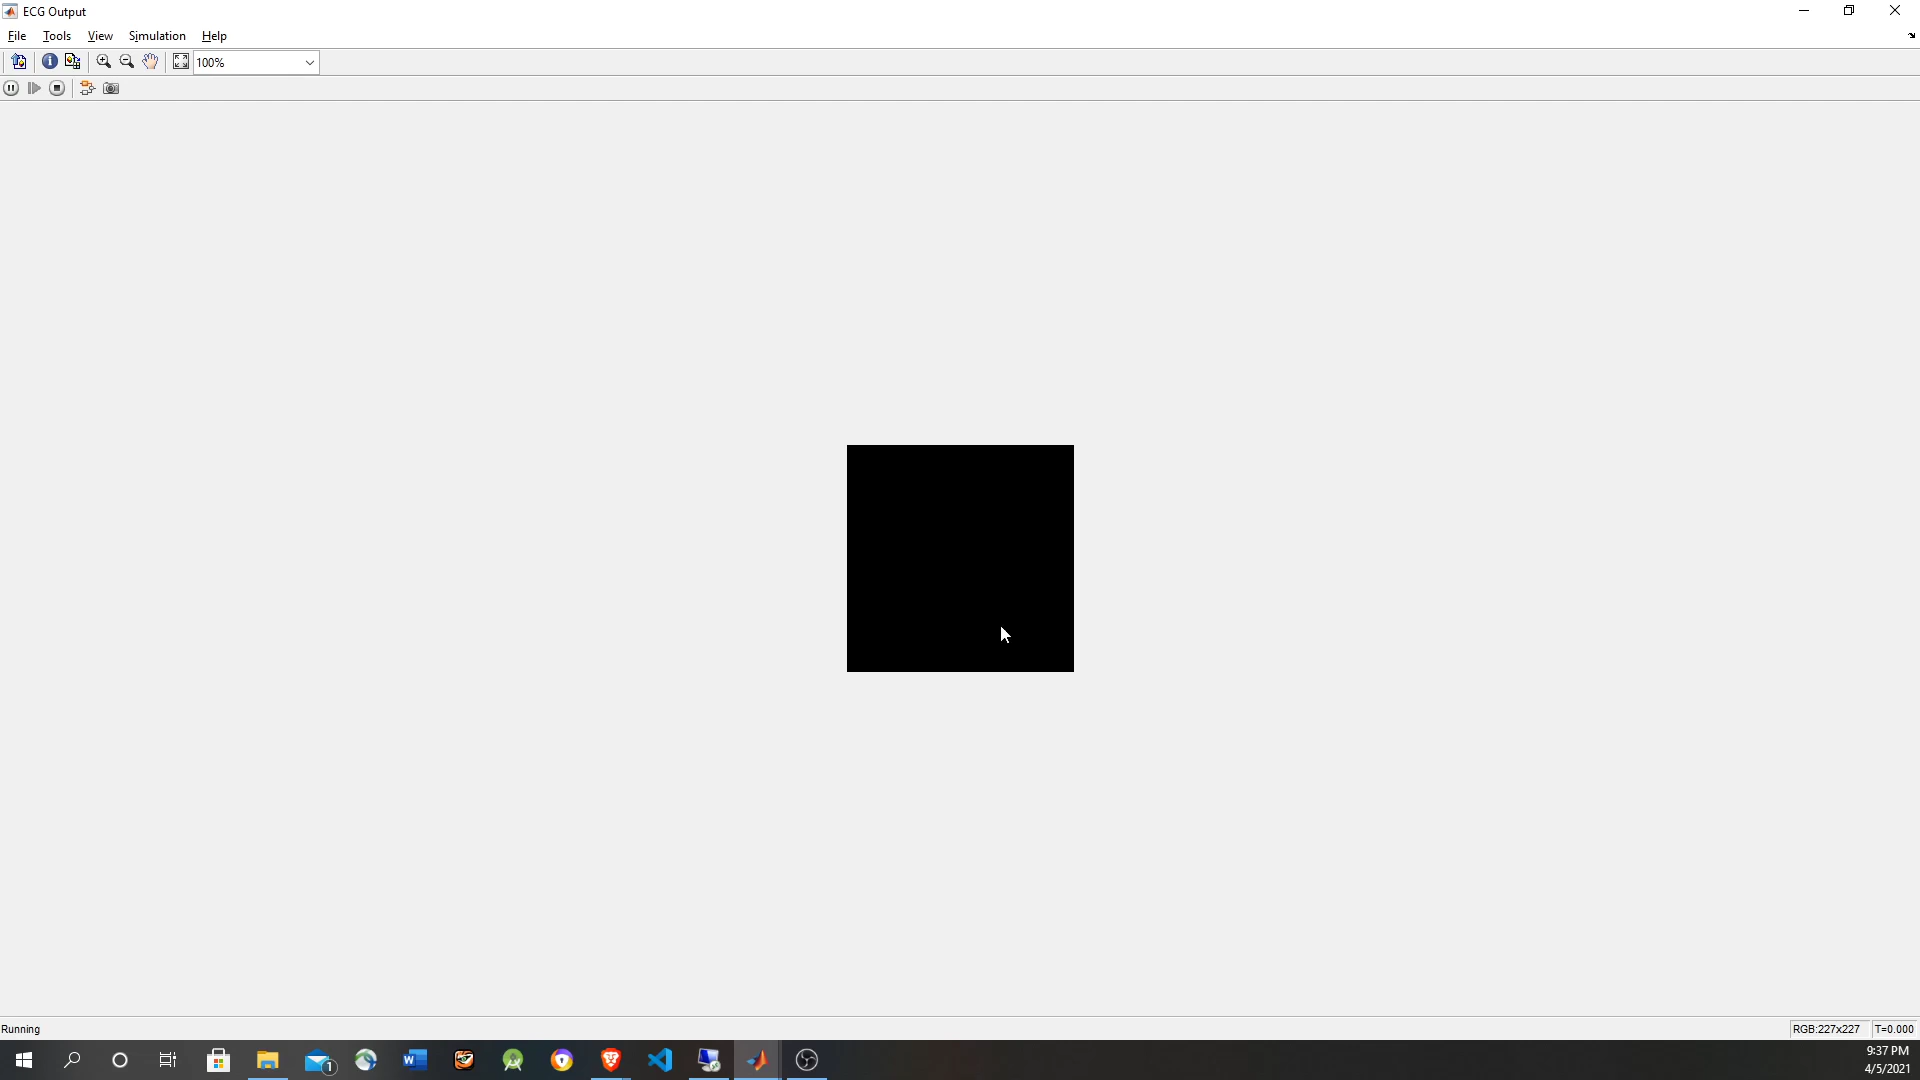 ECG Output
File Tools View Simulation Help
100%
Running
RGB:227x227 T=0.000
1
W
9:37 PM
4/5/2021